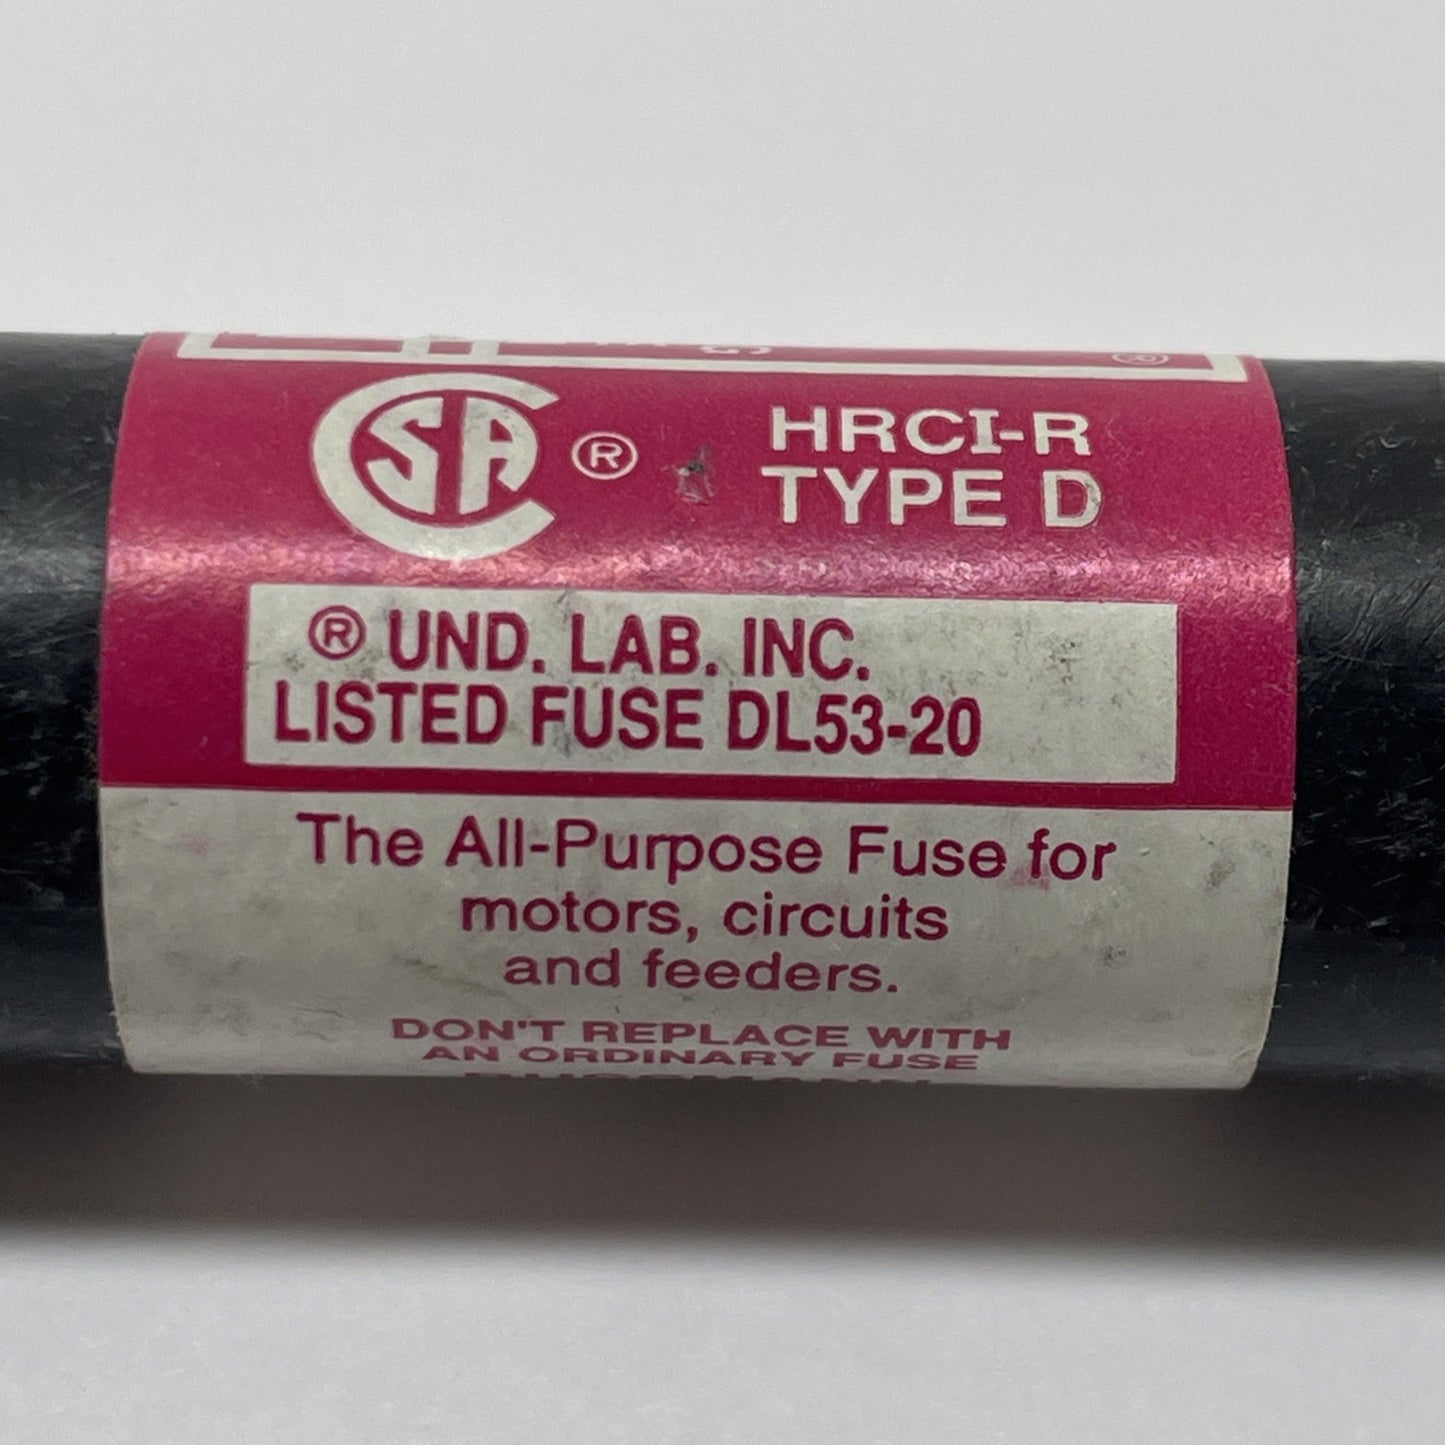 ®
CSA ®
HRCI-R
TYPE D
® UND. LAB. INC.
LISTED FUSE DL53-20
The All-Purpose Fuse for
motors, circuits
and feeders.
DON'T REPLACE WITH
AN ORDINARY FUSE